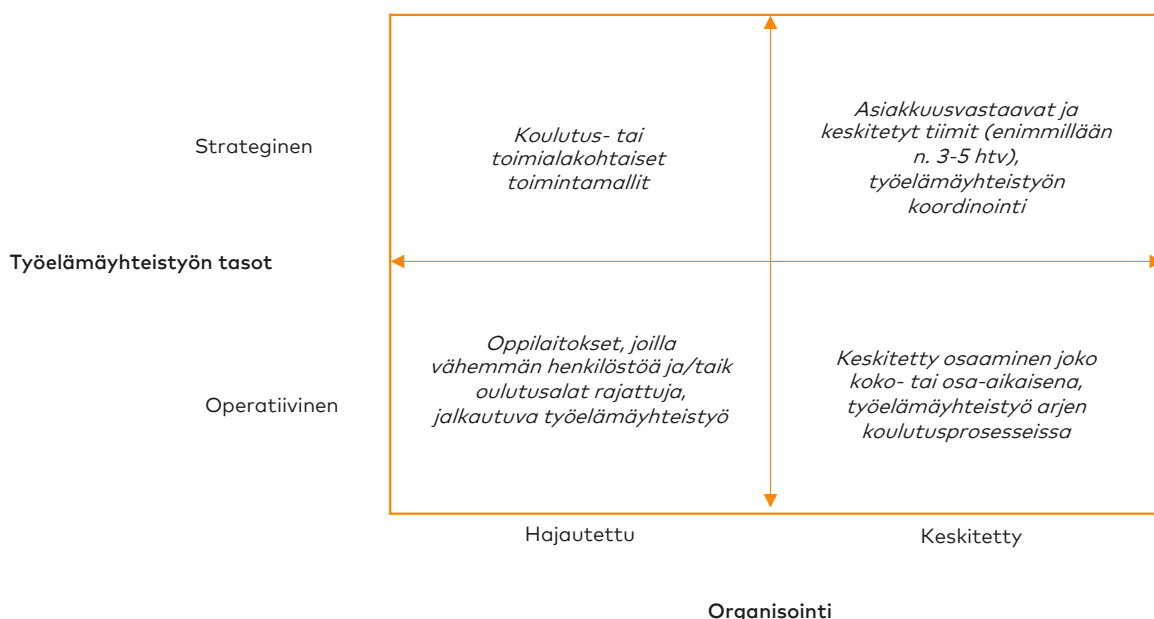 Strateginen
Koulutus- tai
toimialakohtaiset
toimintamallit
Asiakkuusvastaavat ja
keskitetyt tiimit (enimmillään
n. 3-5 htv),
työelämäyhteistyön
koordinointi
Työelämäyhteistyön tasot
Operatiivinen
Oppilaitokset, joilla
vähemmän henkilöstöä ja/taik
oulutusalat rajattuja,
jalkautuva työelämäyhteistyö
Keskitetty osaaminen joko
koko- tai osa-aikaisena,
työelämäyhteistyö arjen
koulutusprosesseissa
Hajautettu
Keskitetty
Organisointi